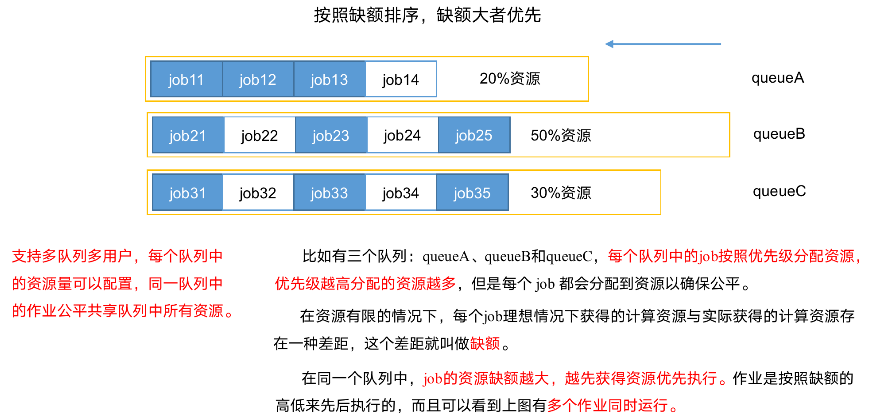 按照缺额排序，缺额大者优先
job11 job12 job13 job14 20%资源 queueA
job21 job22 job23 job24 job25 50%资源 queueB
job31 job32 job33 job34 job35 30%资源 queueC
支持多队列多用户，每个队列中
的资源量可以配置，同一队列中
的作业公平共享队列中所有资源。
比如有三个队列：queueA、queueB和queueC，每个队列中的job按照优先级分配资源，
优先级越高分配的资源越多，但是每个 job 都会分配到资源以确保公平。
在资源有限的情况下，每个job理想情况下获得的计算资源与实际获得的计算资源存
在一种差距，这个差距就叫做缺额。
在同一个队列中，job的资源缺额越大，越先获得资源优先执行。作业是按照缺额的
高低来先后执行的，而且可以看到上图有多个作业同时运行。